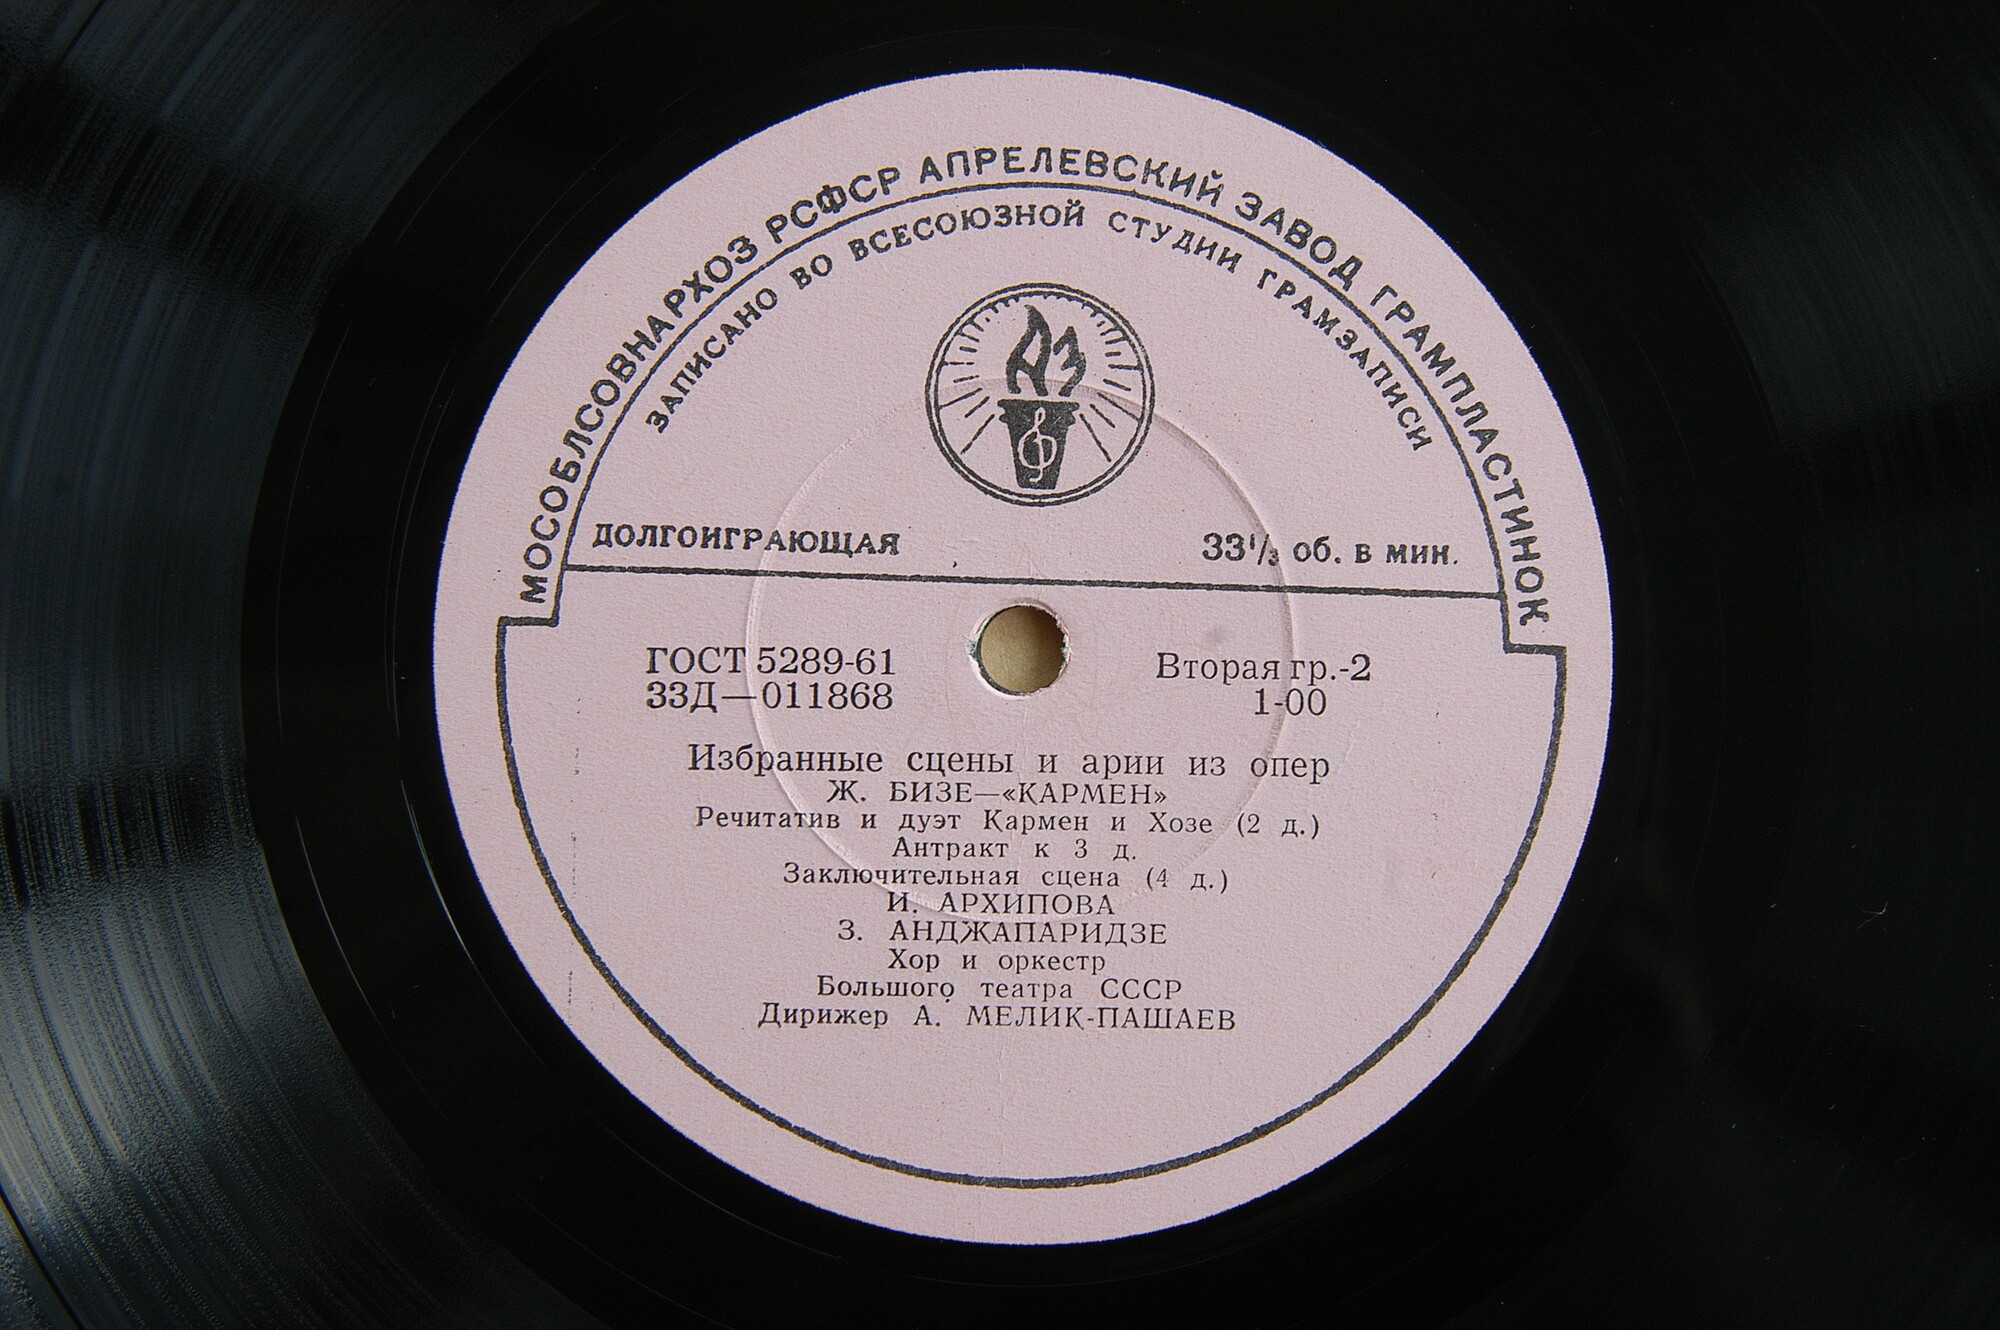 МОСОБЛСОВНАРХОЗ РСФСР АПРЕЛЕВСКИЙ ЗАВОД ГРАМПЛАСТИНОК
ЗАПИСАНО ВО ВСЕСОЮЗНОЙ СТУДИИ ГРАМЗАПИСИ
АЗ
ДОЛГОИГРАЮЩАЯ 33⅓ об. в мин.
ГОСТ 5289-61 Вторая гр.-2
33Д—011868 1-00
Избранные сцены и арии из опер
Ж. БИЗЕ—«КАРМЕН»
Речитатив и дуэт Кармен и Хозе (2 д.)
Антракт к 3 д.
Заключительная сцена (4 д.)
И. АРХИПОВА
З. АНДЖАПАРИДЗЕ
Хор и оркестр
Большого театра СССР
Дирижер А. МЕЛИК-ПАШАЕВ